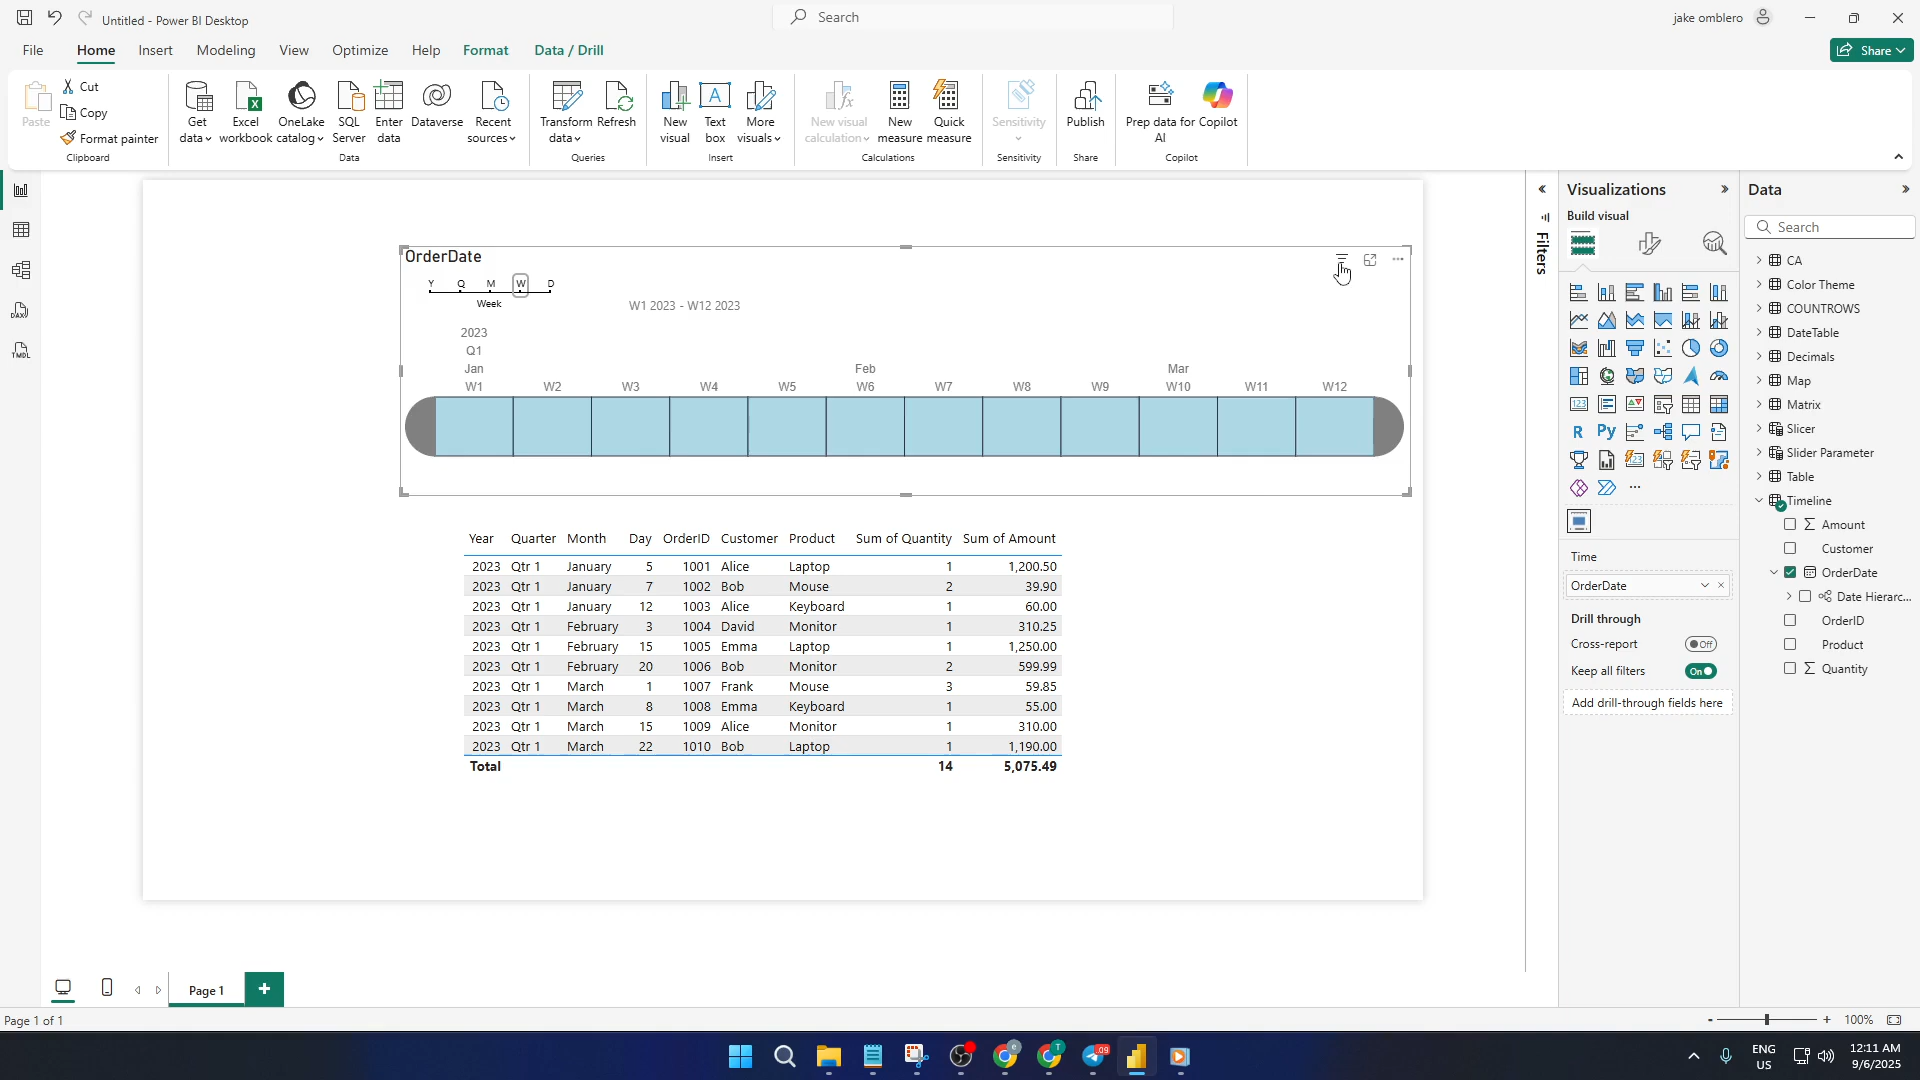 Untitled - Power BI Desktop
Search
jake omblero
File Home Insert Modeling View Optimize Help Format Data / Drill
Share
Paste
Cut
Copy
Format painter
Clipboard
Get data
Excel workbook
OneLake catalog
SQL Server
Enter data
Dataverse
Recent sources
Data
Transform data
Refresh
Queries
New visual
Text box
More visuals
Insert
New visual calculation
New measure
Quick measure
Calculations
Sensitivity
Sensitivity
Publish
Share
Prep data for AI
Copilot
Copilot
OrderDate
Y Q M W D
Week
W1 2023 - W12 2023
2023
Q1
Jan Feb Mar
W1 W2 W3 W4 W5 W6 W7 W8 W9 W10 W11 W12
Year Quarter Month Day OrderID Customer Product Sum of Quantity Sum of Amount
2023 Qtr 1 January 5 1001 Alice Laptop 1 1,200.50
2023 Qtr 1 January 7 1002 Bob Mouse 2 39.90
2023 Qtr 1 January 12 1003 Alice Keyboard 1 60.00
2023 Qtr 1 February 3 1004 David Monitor 1 310.25
2023 Qtr 1 February 15 1005 Emma Laptop 1 1,250.00
2023 Qtr 1 February 20 1006 Bob Monitor 2 599.99
2023 Qtr 1 March 1 1007 Frank Mouse 3 59.85
2023 Qtr 1 March 8 1008 Emma Keyboard 1 55.00
2023 Qtr 1 March 15 1009 Alice Monitor 1 310.00
2023 Qtr 1 March 22 1010 Bob Laptop 1 1,190.00
Total 14 5,075.49
Filters
Visualizations
Build visual
Time
OrderDate
Drill through
Cross-report
Off
Keep all filters
On
Add drill-through fields here
Data
Search
CA
Color Theme
COUNTROWS
DateTable
Decimals
Map
Matrix
Slicer
Slider Parameter
Table
Timeline
Amount
Customer
OrderDate
Date Hierarc...
OrderID
Product
Quantity
Page 1
Page 1 of 1
100%
ENG
US
12:11 AM
9/6/2025